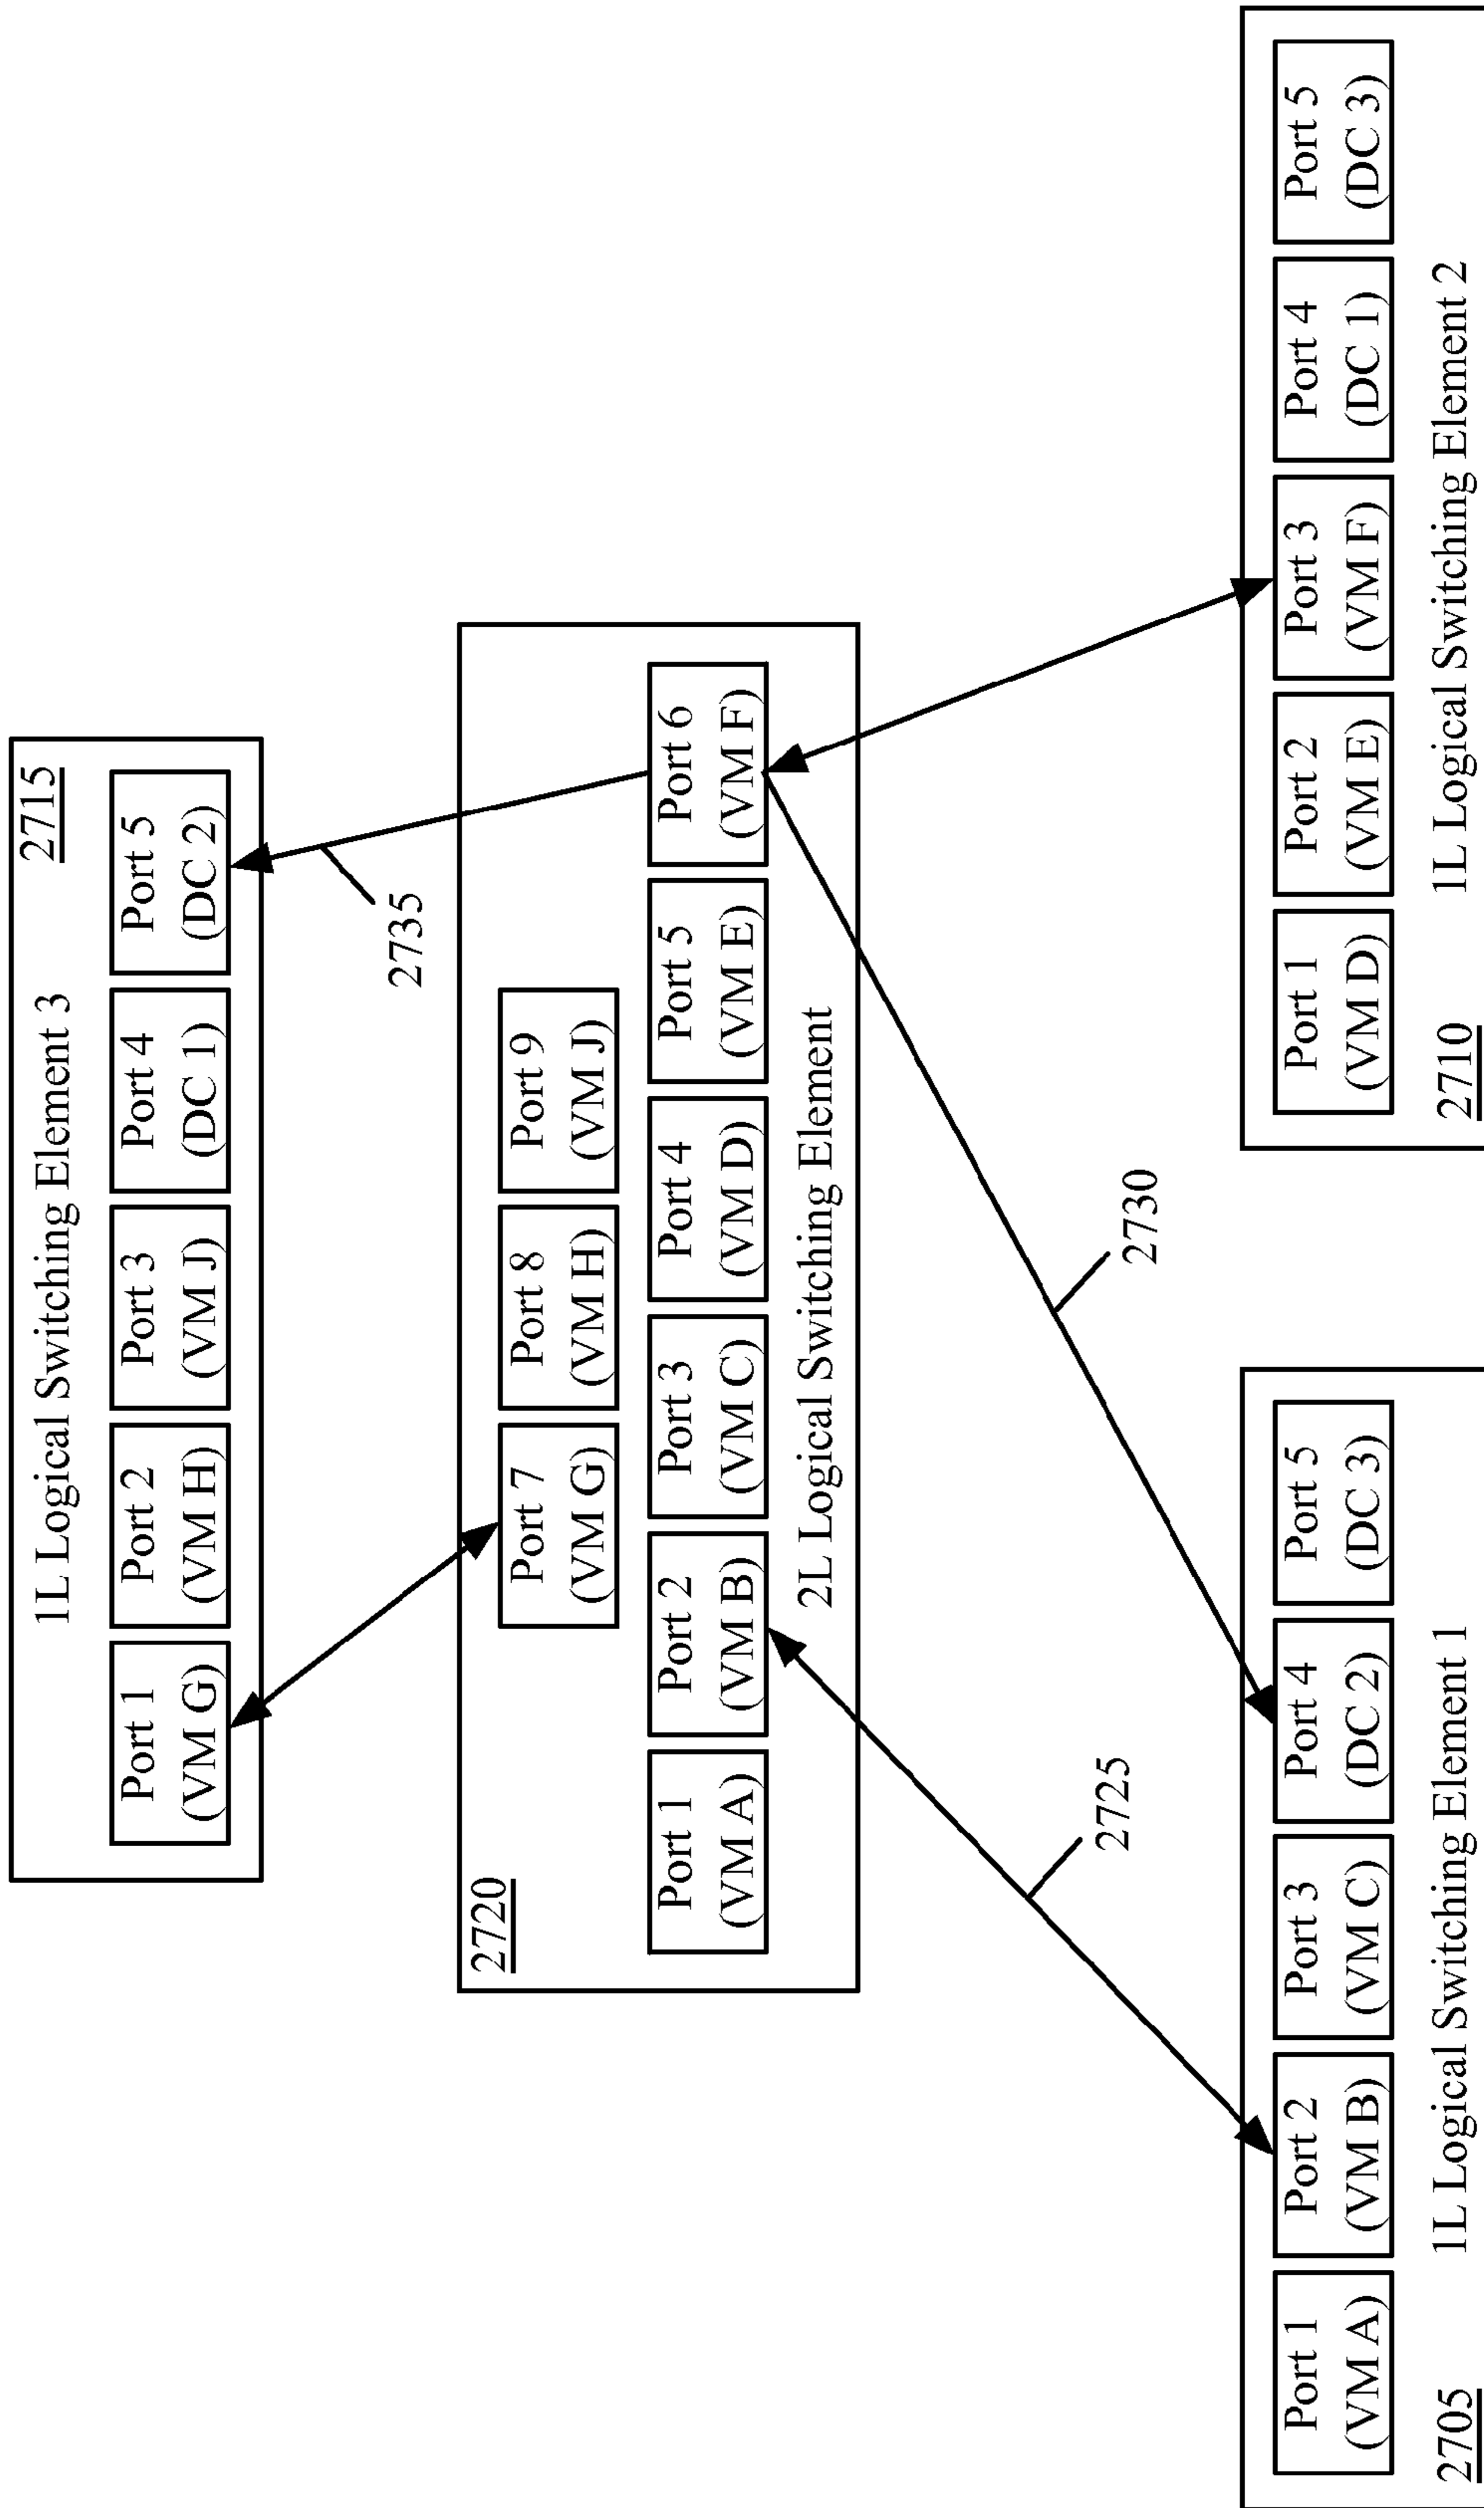 1L Logical Switching Element 3
2715
Port 1
(VM G)
Port 2
(VM H)
Port 3
(VM J)
Port 4
(DC 1)
Port 5
(DC 2)
2735
2720
Port 7
(VM G)
Port 8
(VM H)
Port 9
(VM J)
Port 1
(VM A)
Port 2
(VM B)
Port 3
(VM C)
Port 4
(VM D)
Port 5
(VM E)
Port 6
(VM F)
2L Logical Switching Element
2725
2730
Port 1
(VM A)
Port 2
(VM B)
Port 3
(VM C)
Port 4
(DC 2)
Port 5
(DC 3)
2705
1L Logical Switching Element 1
Port 1
(VM D)
Port 2
(VM E)
Port 3
(VM F)
Port 4
(DC 1)
Port 5
(DC 3)
2710
1L Logical Switching Element 2